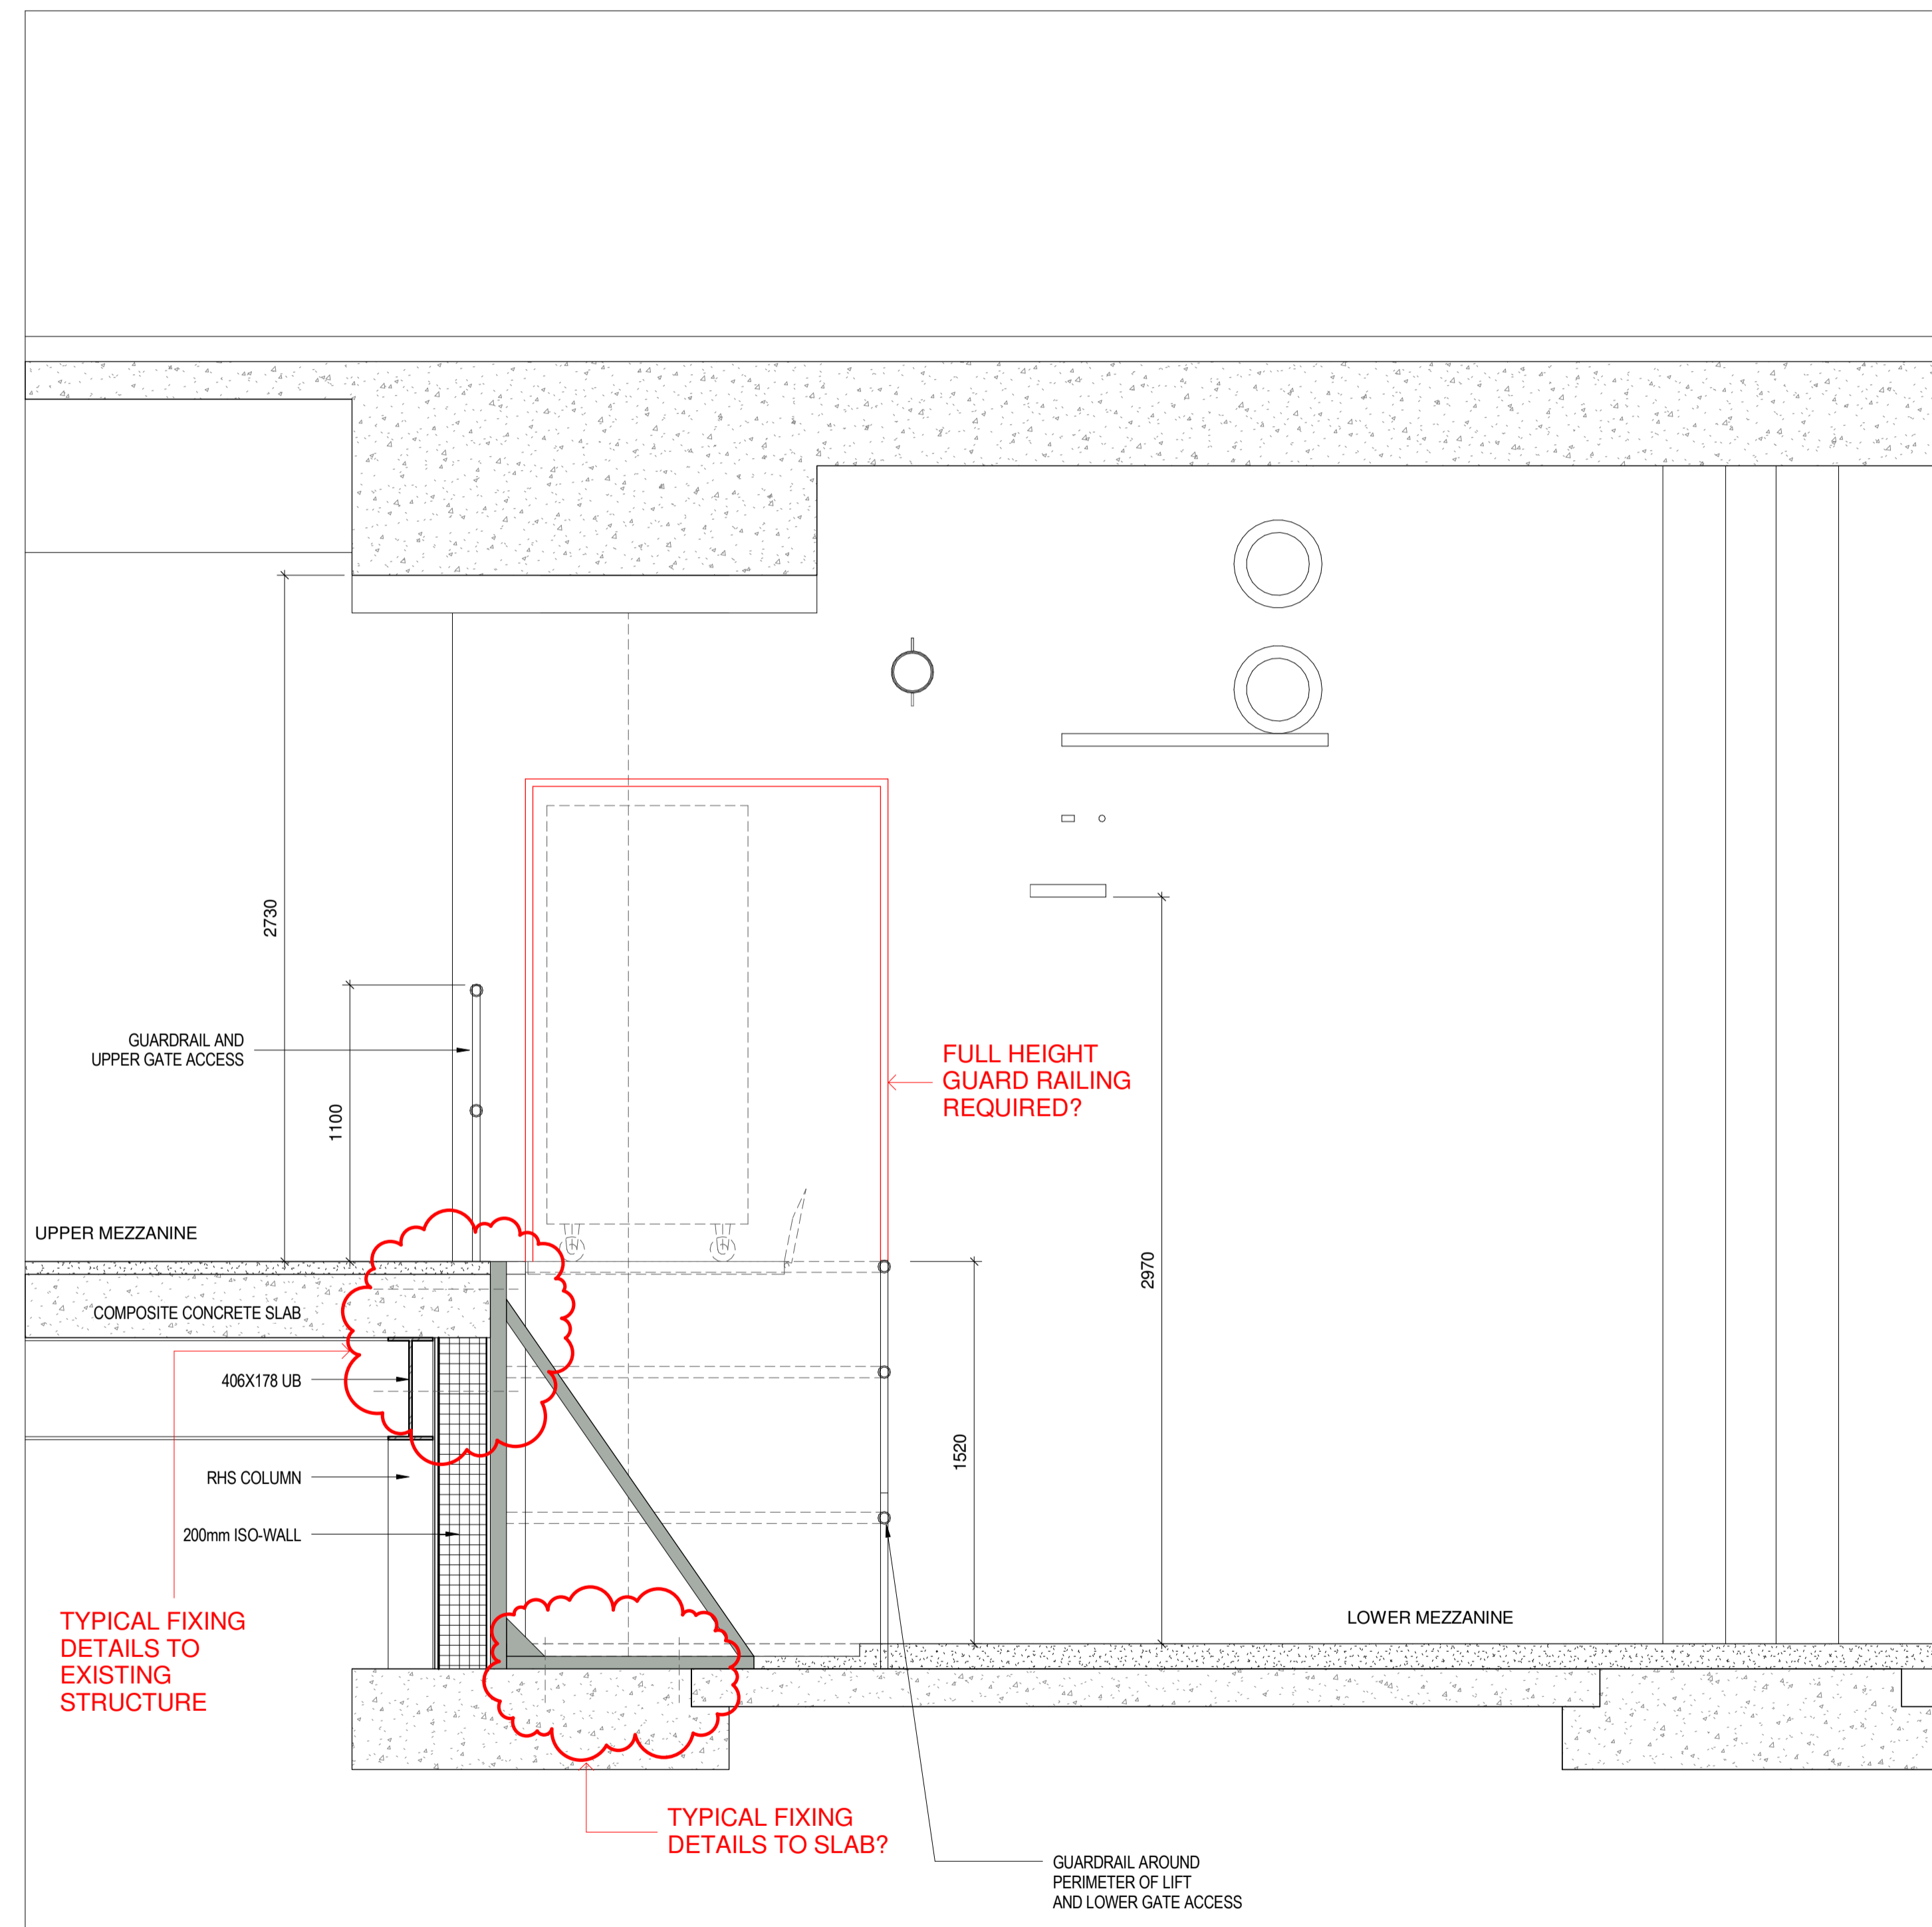 2730
GUARDRAIL AND
UPPER GATE ACCESS
1100
FULL HEIGHT
GUARD RAILING
REQUIRED?
2970
UPPER MEZZANINE
COMPOSITE CONCRETE SLAB
406X178 UB
1520
RHS COLUMN
200mm ISO-WALL
TYPICAL FIXING
DETAILS TO
EXISTING
STRUCTURE
LOWER MEZZANINE
TYPICAL FIXING
DETAILS TO SLAB?
GUARDRAIL AROUND
PERIMETER OF LIFT
AND LOWER GATE ACCESS